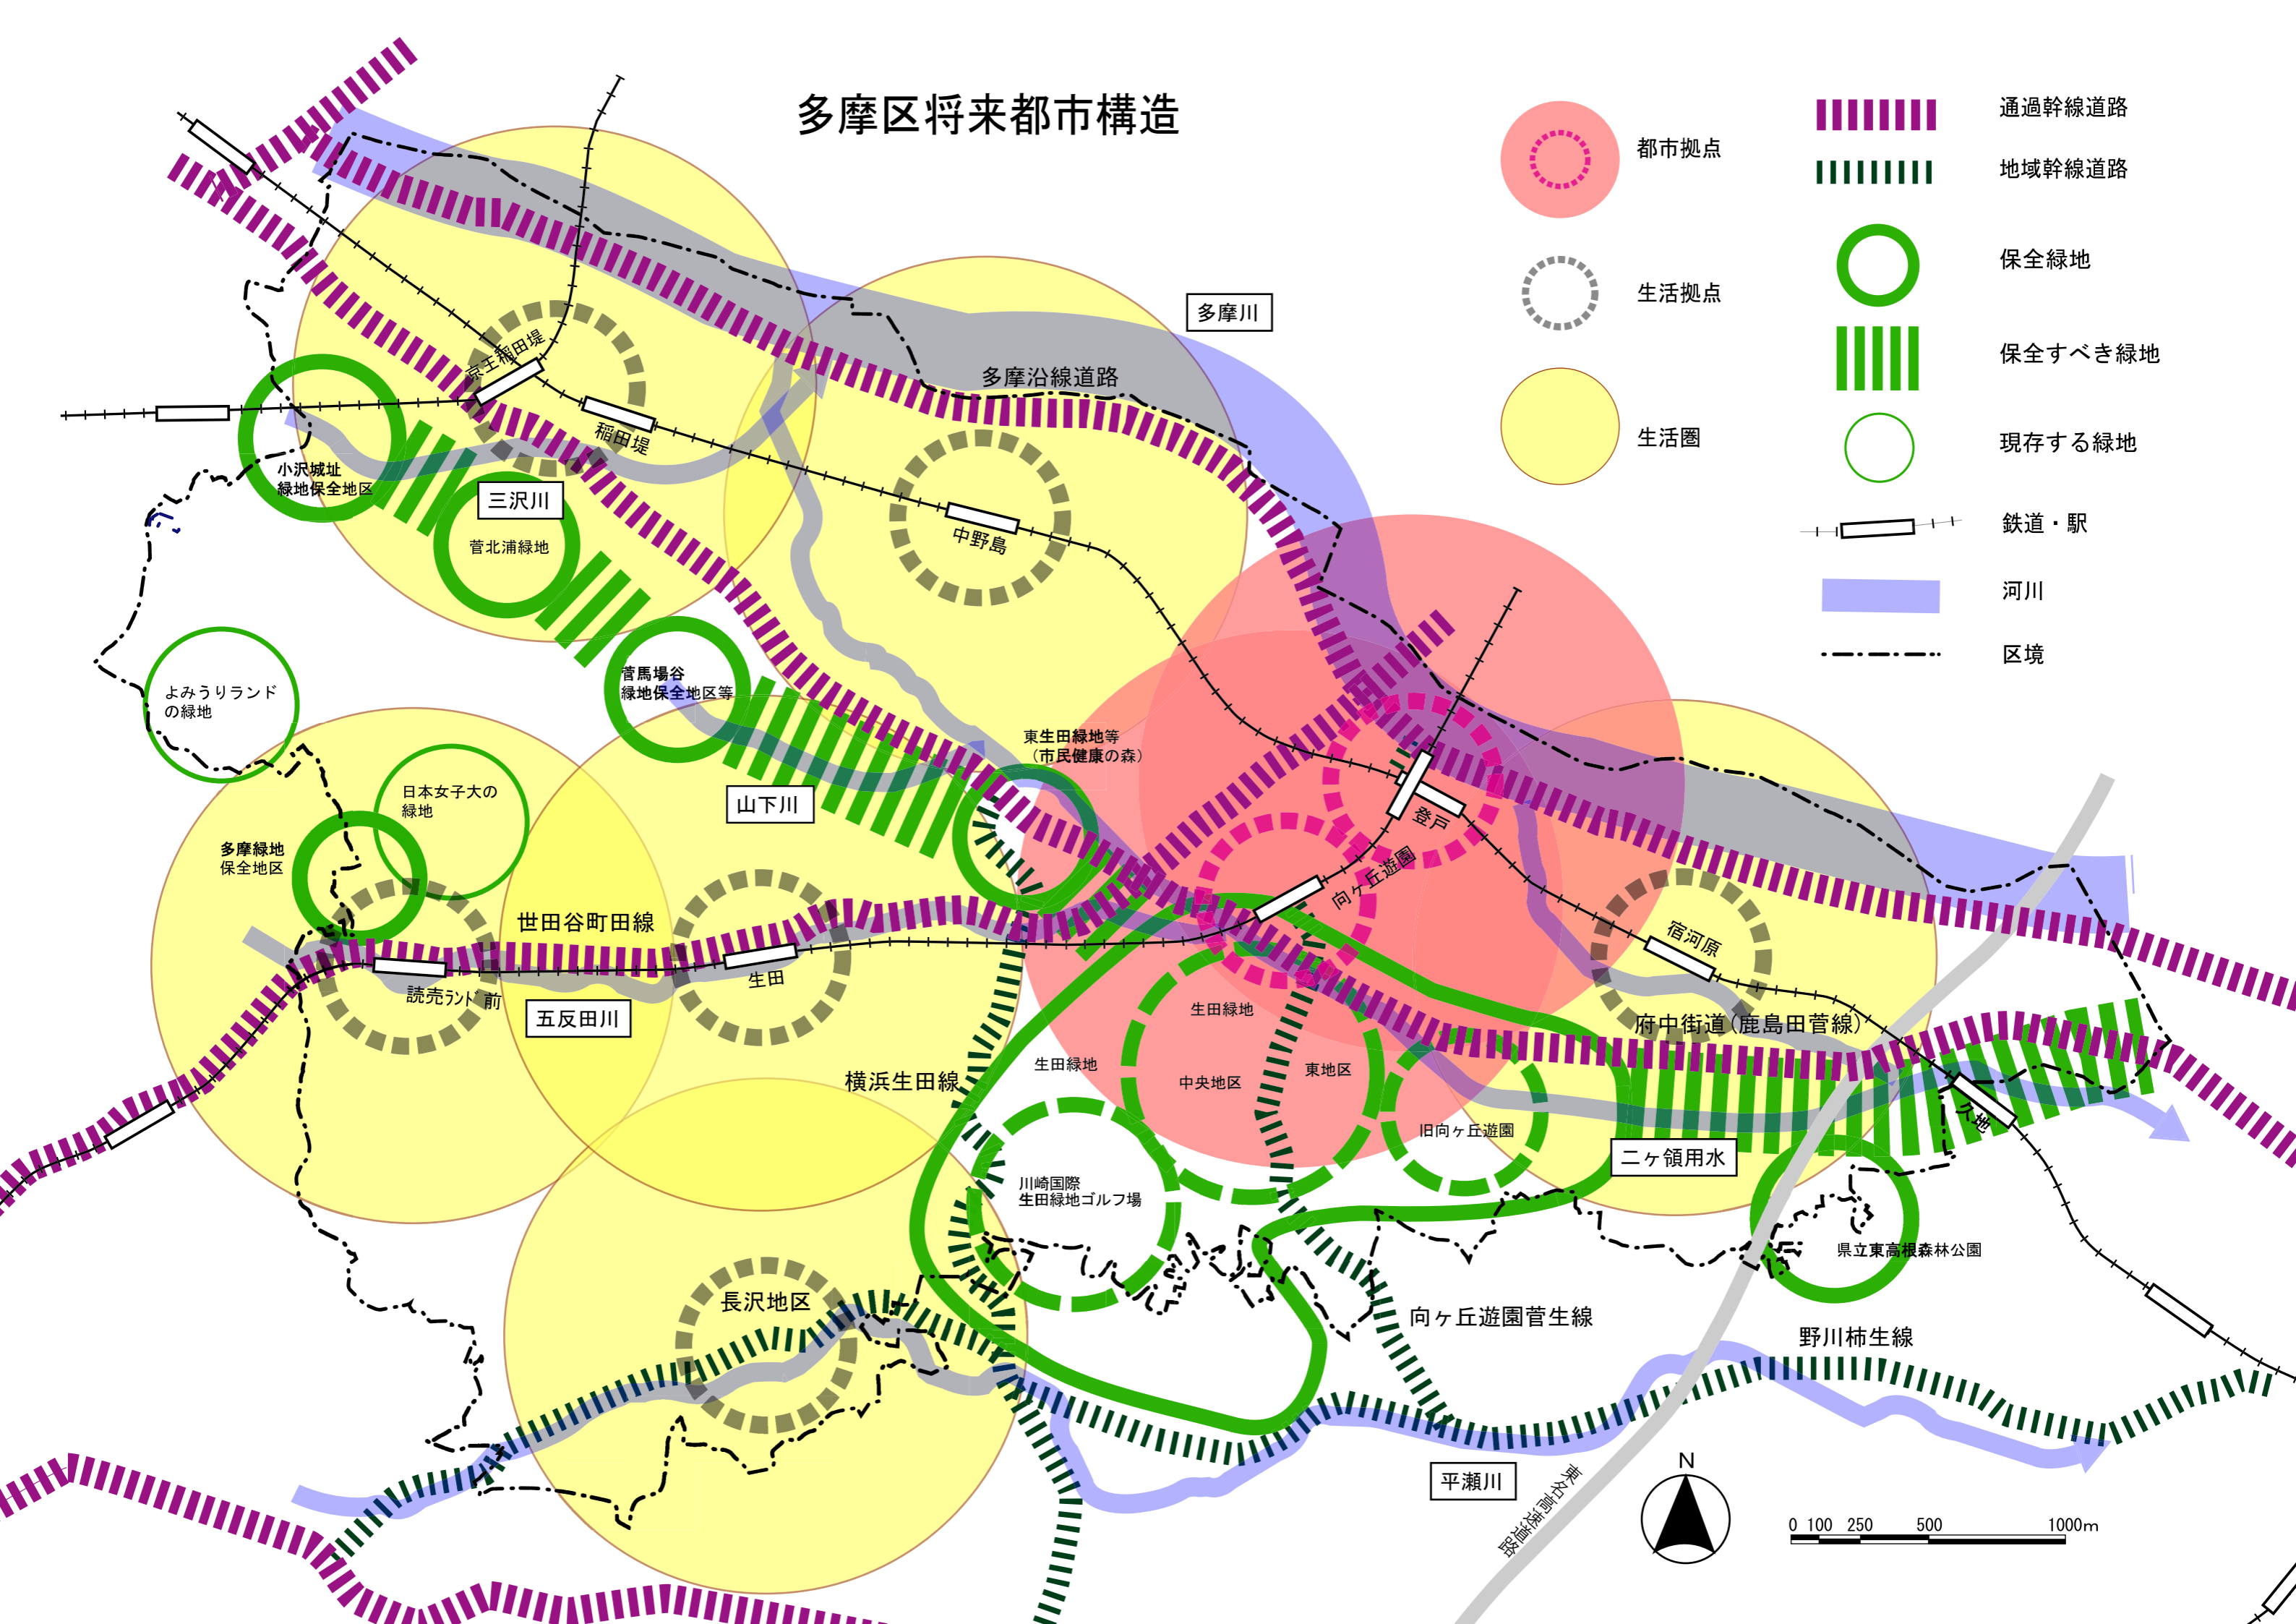 多摩区将来都市構造
都市拠点
生活拠点
生活圏
通過幹線道路
地域幹線道路
保全緑地
保全すべき緑地
現存する緑地
鉄道・駅
河川
区境
多摩川
多摩沿線道路
京王稲田堤
稲田堤
小沢城址
緑地保全地区
三沢川
菅北浦緑地
中野島
菅馬場谷
緑地保全地区等
よみうりランド
の緑地
東生田緑地等
(市民健康の森)
日本女子大の
緑地
山下川
登戸
多摩緑地
保全地区
向ヶ丘遊園
世田谷町田線
宿河原
生田
読売ランド前
五反田川
生田緑地
府中街道(鹿島田菅線)
横浜生田線
生田緑地
東地区
中央地区
久地
旧向ヶ丘遊園
二ヶ領用水
川崎国際
生田緑地ゴルフ場
県立東高根森林公園
長沢地区
向ヶ丘遊園菅生線
野川柿生線
平瀬川
東名高速道路
N
0 100 250 500 1000m